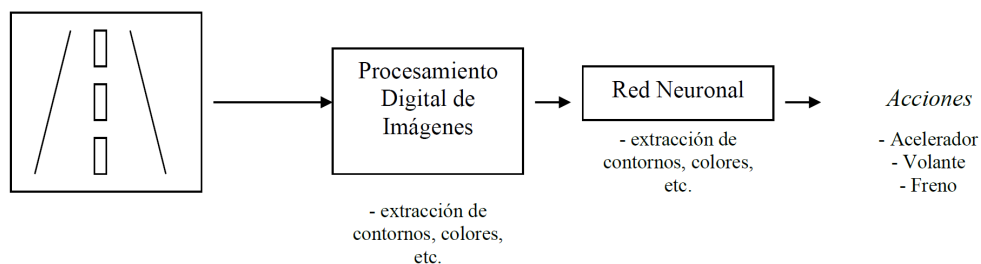 Procesamiento
Digital de
Imágenes
- extracción de
contornos, colores,
etc.
Red Neuronal
- extracción de
contornos, colores,
etc.
Acciones
- Acelerador
- Volante
- Freno